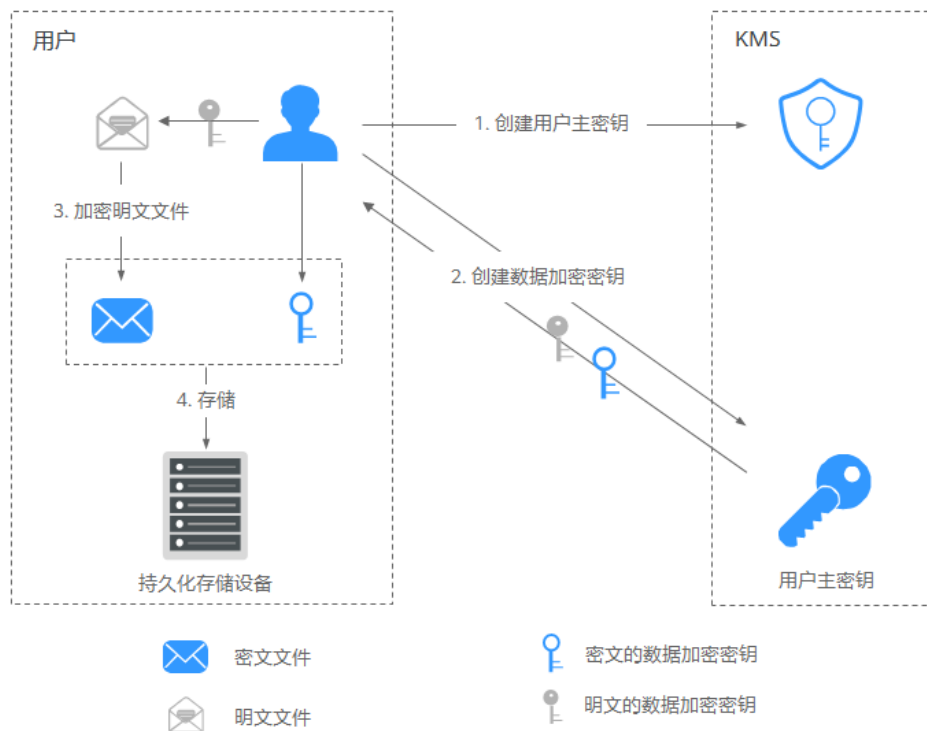 用户
KMS
1. 创建用户主密钥
3. 加密明文文件
2. 创建数据加密密钥
4. 存储
持久化存储设备
用户主密钥
密文文件
密文的数据加密密钥
明文文件
明文的数据加密密钥